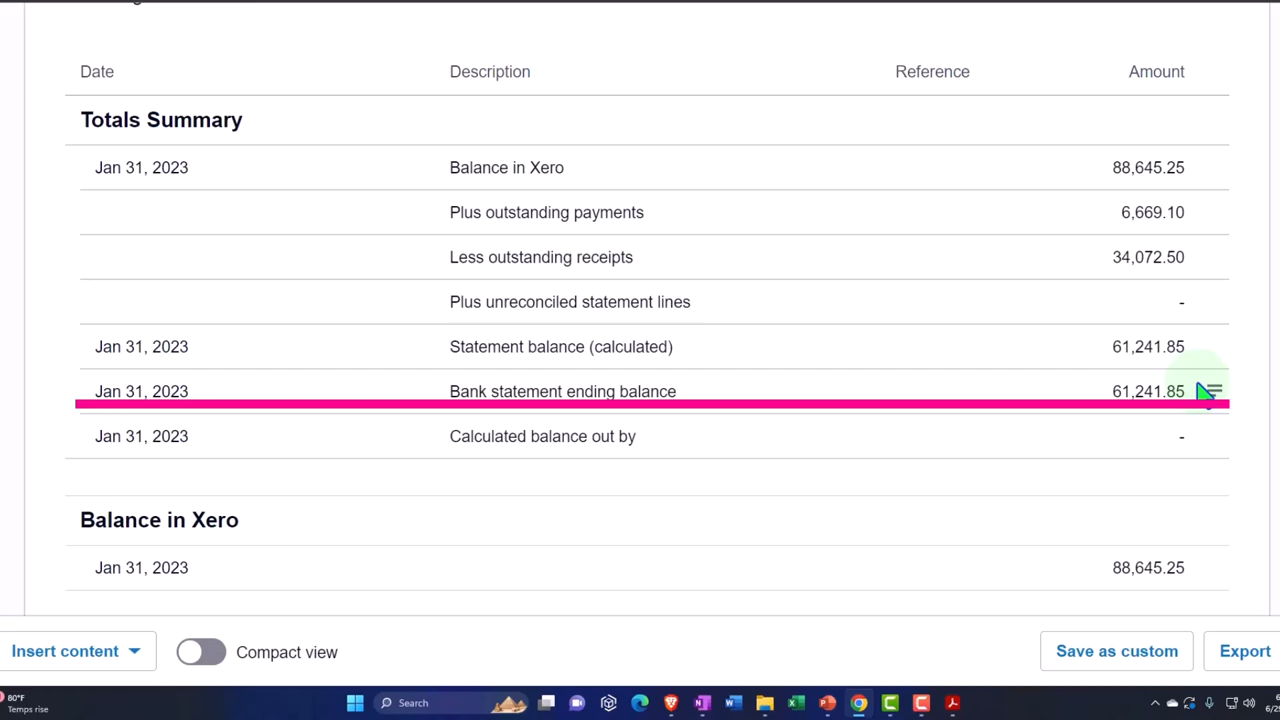 Date Description Reference Amount
Totals Summary
Jan 31, 2023 Balance in Xero 88,645.25
Plus outstanding payments 6,669.10
Less outstanding receipts 34,072.50
Plus unreconciled statement lines -
Jan 31, 2023 Statement balance (calculated) 61,241.85
Jan 31, 2023 Bank statement ending balance 61,241.85
Jan 31, 2023 Calculated balance out by -
Balance in Xero
Jan 31, 2023 88,645.25
Insert content Compact view Save as custom Export
80°F
Temps rise
Search